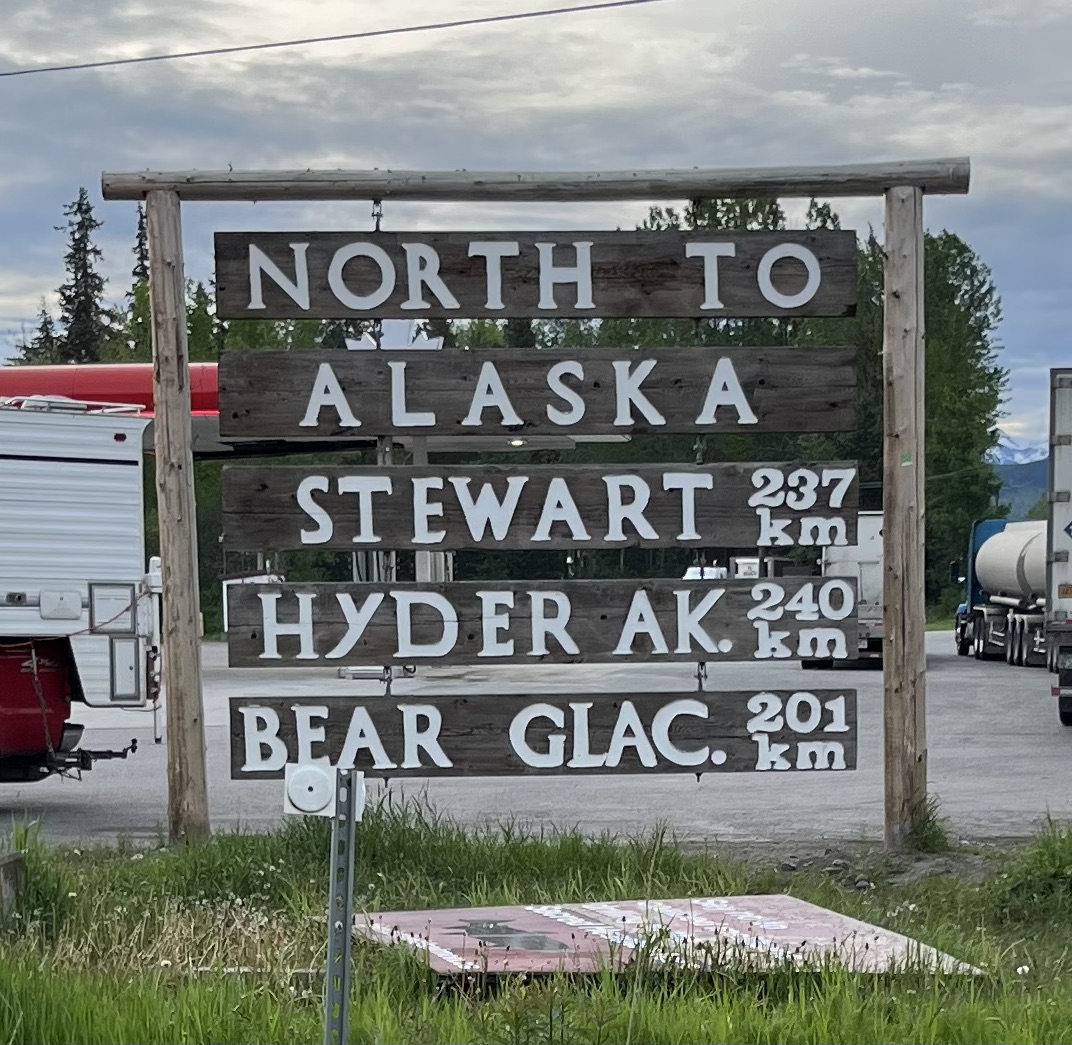 NORTH TO
ALASKA
STEWART 237 km
HYDER AK. 240 km
BEAR GLAC. 201 km